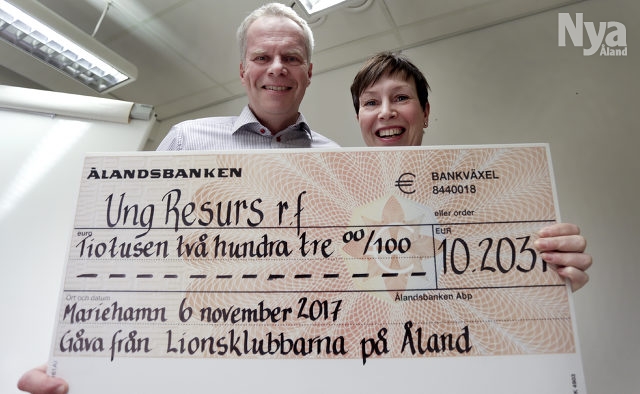 Nya
Åland
ÅLANDSBANKEN
€ BANKVÄXEL
8440018
Ung Resurs r.f
eller order
euro
EUR
Tiotusen två hundra tre 00/100
10.203,
Ort och datum
Ålandsbanken Abp
Mariehamn 6 november 2017
Gåva från Lionsklubbarna på Åland